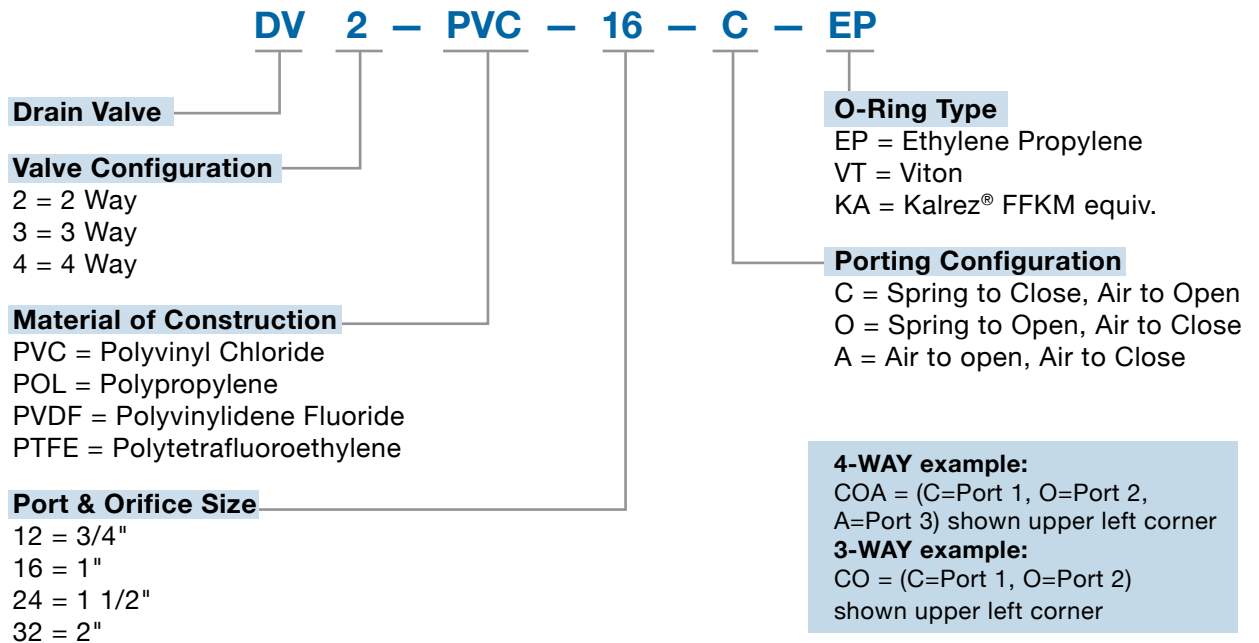 DV 2 — PVC — 16 — C — EP
Drain Valve
Valve Configuration
2 = 2 Way
3 = 3 Way
4 = 4 Way
Material of Construction
PVC = Polyvinyl Chloride
POL = Polypropylene
PVDF = Polyvinylidene Fluoride
PTFE = Polytetrafluoroethylene
Port & Orifice Size
12 = 3/4"
16 = 1"
24 = 1 1/2"
32 = 2"
O-Ring Type
EP = Ethylene Propylene
VT = Viton
KA = Kalrez® FFKM equiv.
Porting Configuration
C = Spring to Close, Air to Open
O = Spring to Open, Air to Close
A = Air to open, Air to Close
4-WAY example:
COA = (C=Port 1, O=Port 2,
A=Port 3) shown upper left corner
3-WAY example:
CO = (C=Port 1, O=Port 2)
shown upper left corner